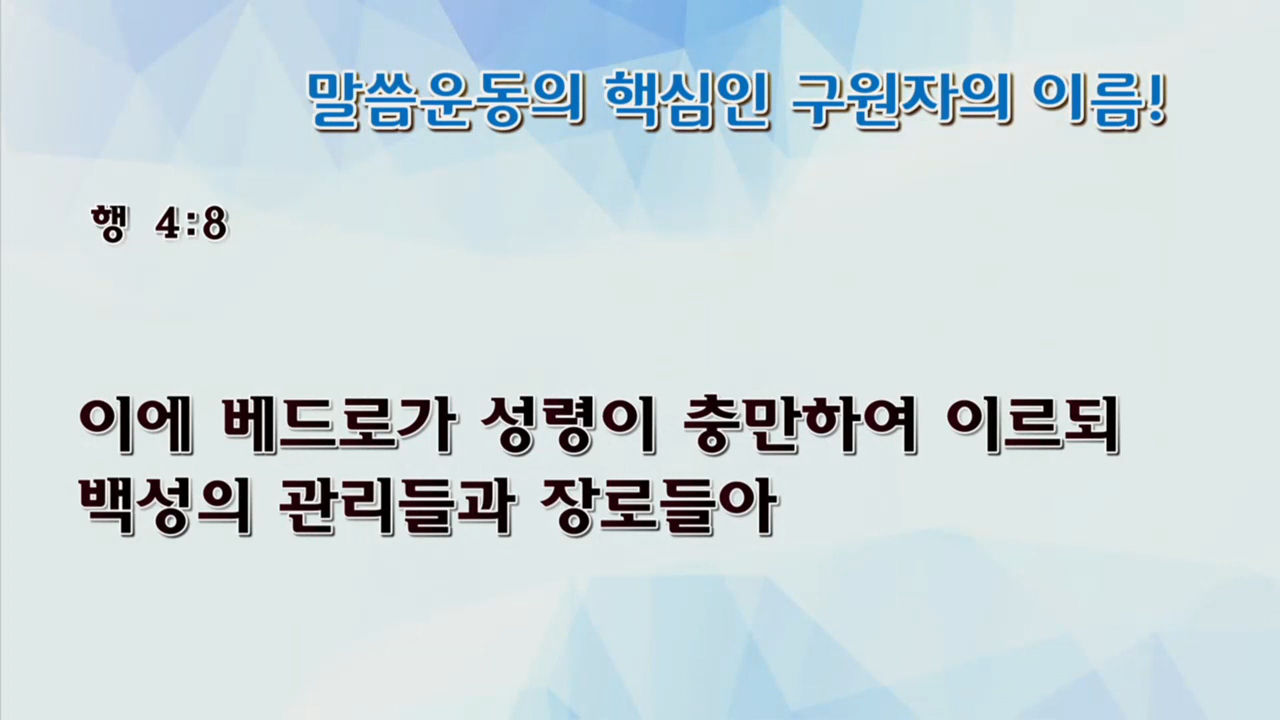 말씀운동의 핵심인 구원자의 이름!
행 4:8
이에 베드로가 성령이 충만하여 이르되
백성의 관리들과 장로들아